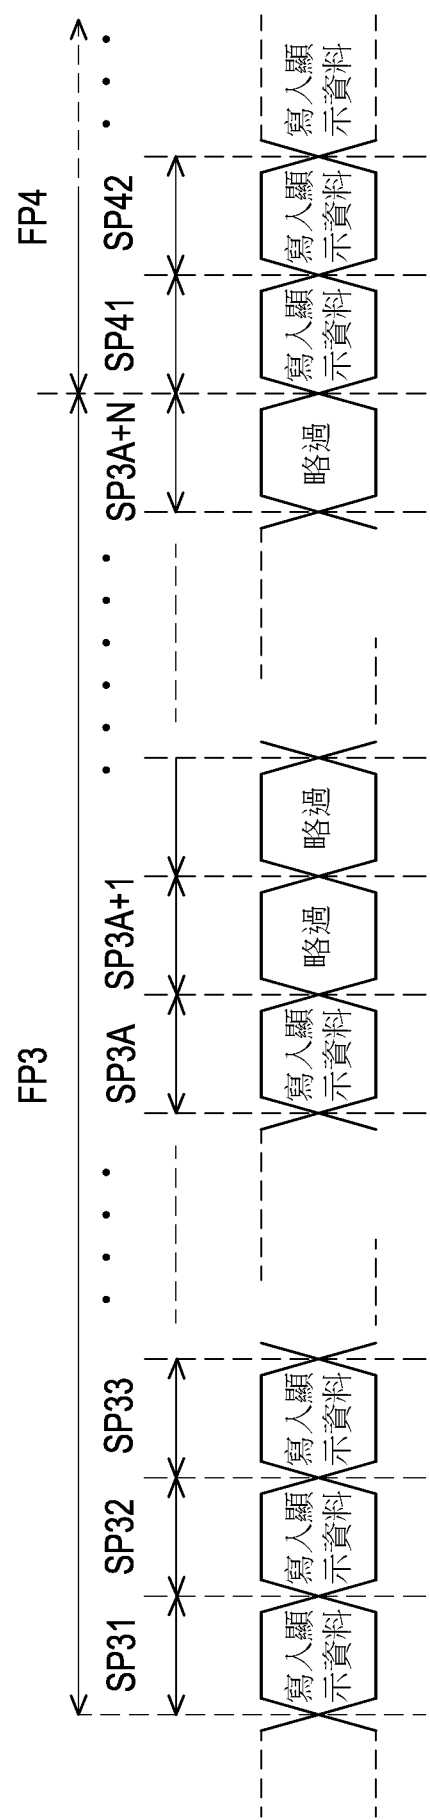 FP3
FP4
SP31
SP32
SP33
SP3A
SP3A+1
SP3A+N
SP41
SP42
寫入顯
示資料
寫入顯
示資料
寫入顯
示資料
寫入顯
示資料
略過
略過
略過
寫入顯
示資料
寫入顯
示資料
寫入顯
示資料